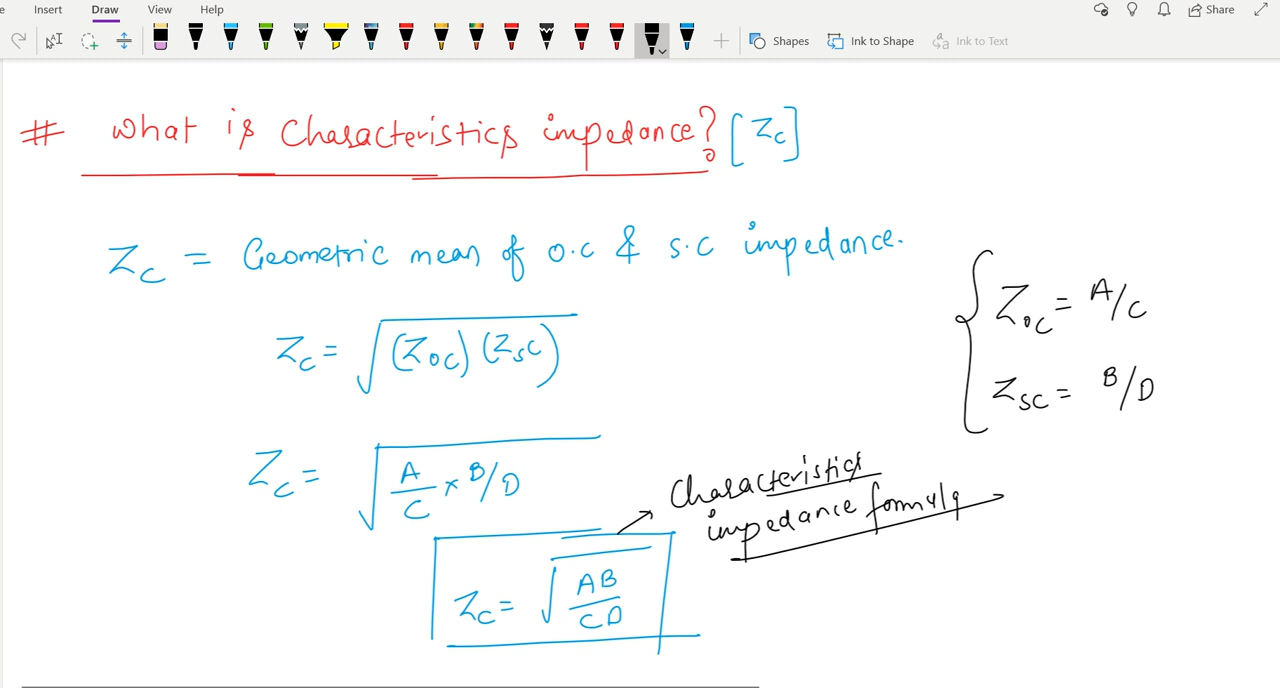 Insert Draw View Help Share
Shapes Ink to Shape Ink to Text
# What is Characteristics impedance? [Zc]
Zc = Geometric mean of o.c & s.c impedance.
Zc = √(Zoc) (Zsc)
Zoc = A/C
Zsc = B/D
Zc = √A/C × B/D
Characteristics
impedance formula
Zc = √AB/CD